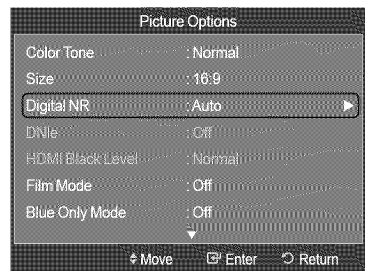 Picture Options
Color Tone : Normal
Size : 16:9
Digital NR : Auto
DNIe : Off
HDMI Black Level : Normal
Film Mode : Off
Blue Only Mode : Off
Move Enter Return